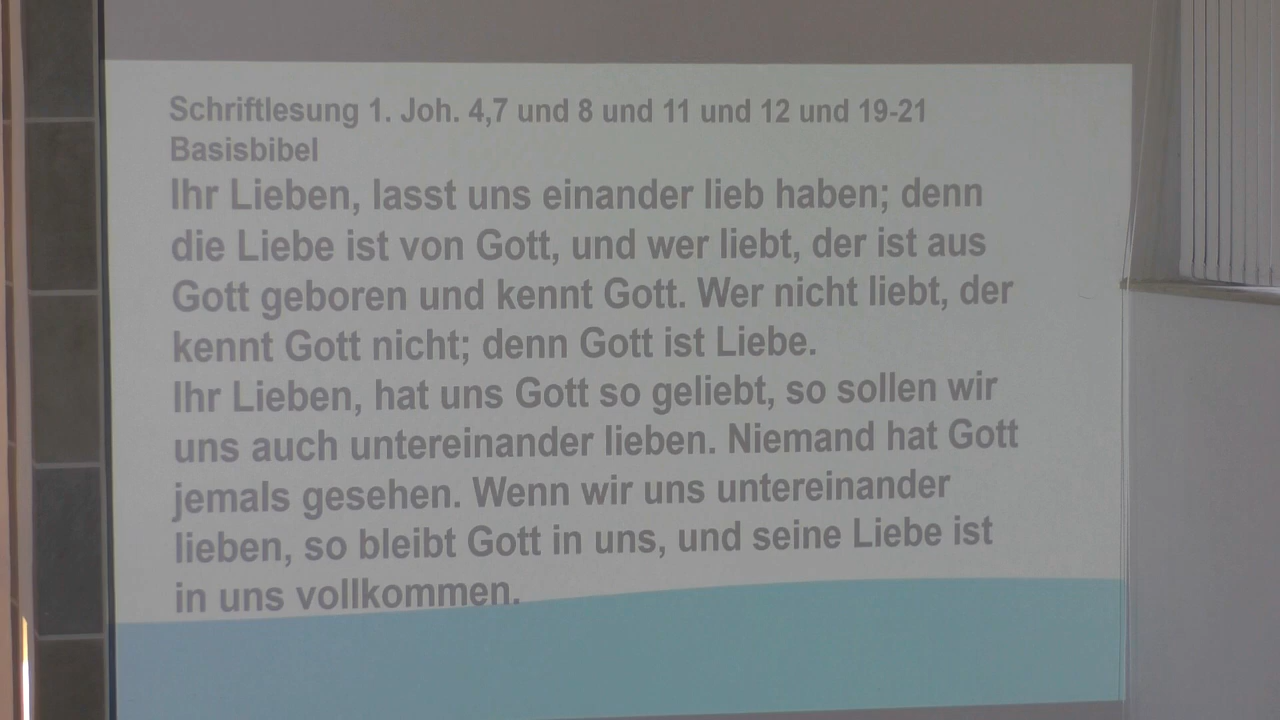 Schriftlesung 1. Joh. 4,7 und 8 und 11 und 12 und 19-21
Basisbibel
Ihr Lieben, lasst uns einander lieb haben; denn
die Liebe ist von Gott, und wer liebt, der ist aus
Gott geboren und kennt Gott. Wer nicht liebt, der
kennt Gott nicht; denn Gott ist Liebe.
Ihr Lieben, hat uns Gott so geliebt, so sollen wir
uns auch untereinander lieben. Niemand hat Gott
jemals gesehen. Wenn wir uns untereinander
lieben, so bleibt Gott in uns, und seine Liebe ist
in uns vollkommen.